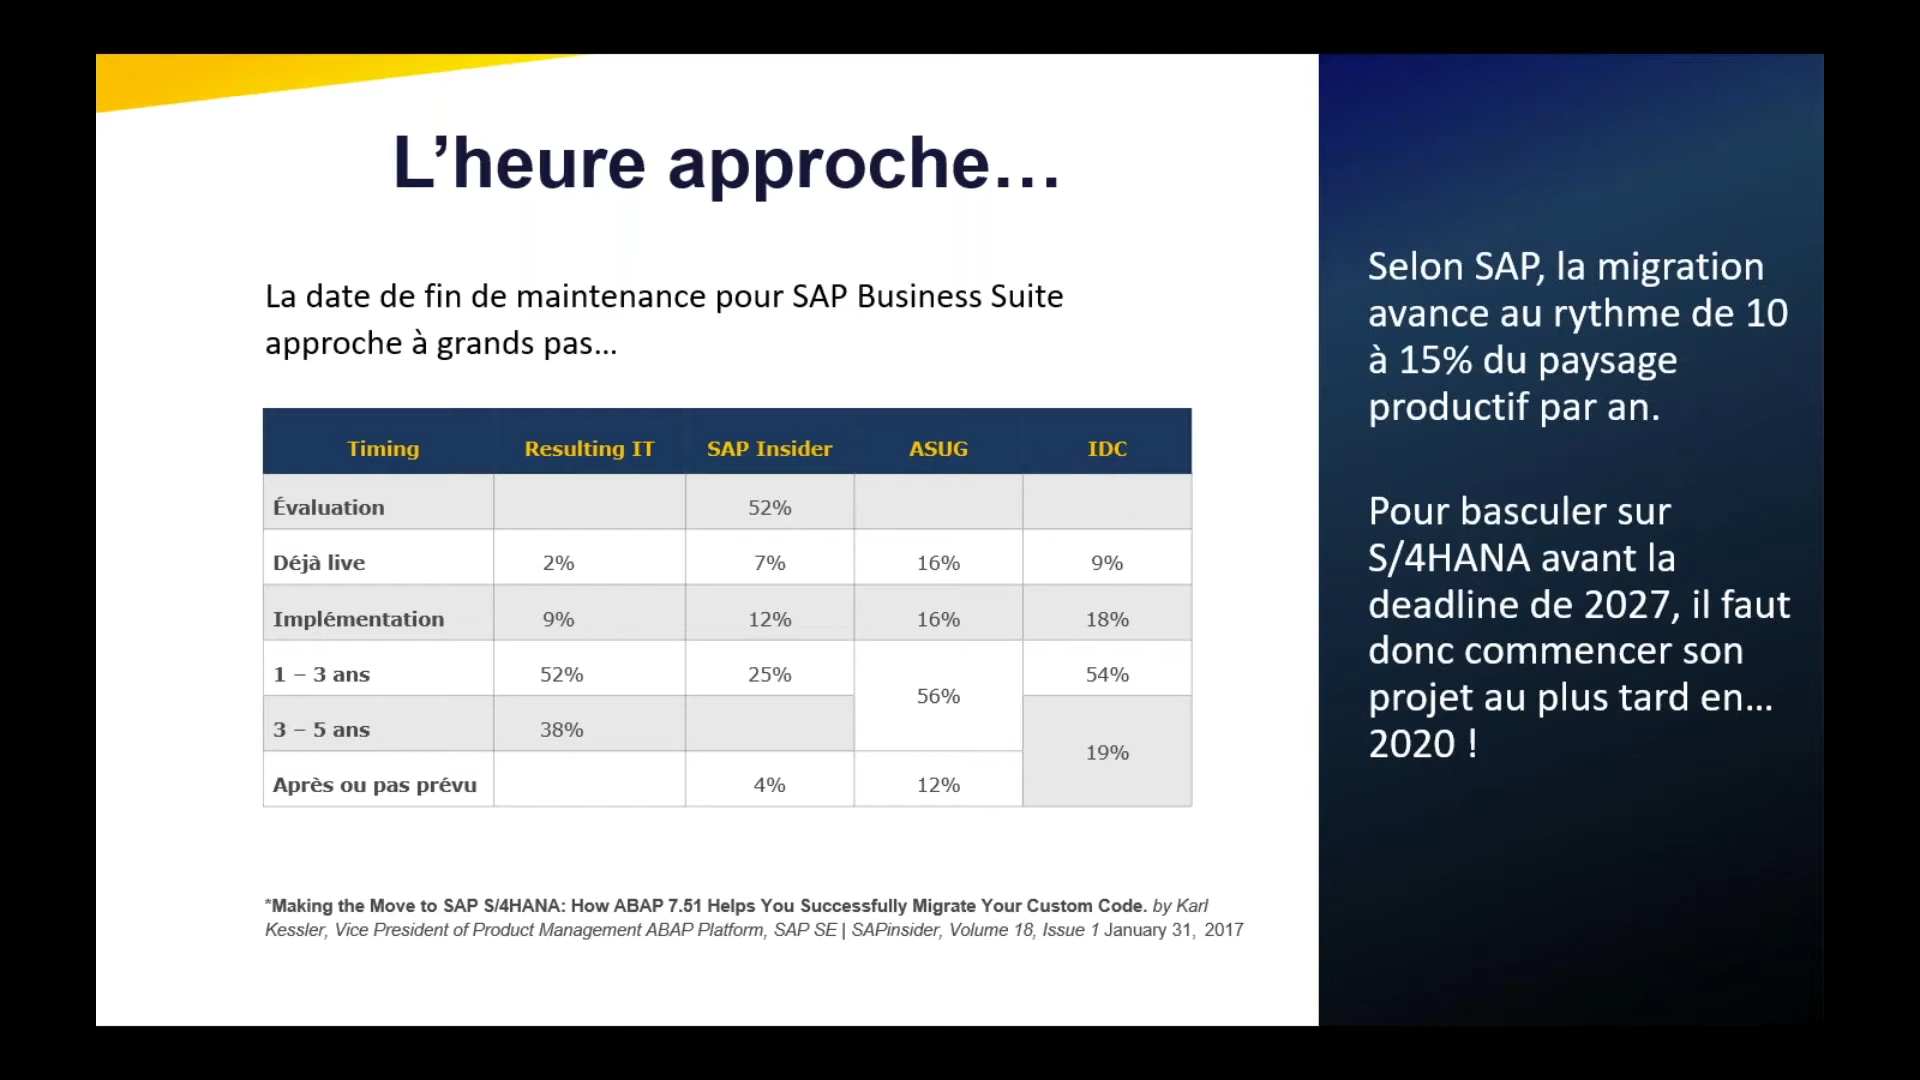 L’heure approche…
La date de fin de maintenance pour SAP Business Suite
approche à grands pas…
Timing Resulting IT SAP Insider ASUG IDC
Évaluation 52%
Déjà live 2% 7% 16% 9%
Implémentation 9% 12% 16% 18%
1 – 3 ans 52% 25% 56% 54%
3 – 5 ans 38% 19%
Après ou pas prévu 4% 12%
*Making the Move to SAP S/4HANA: How ABAP 7.51 Helps You Successfully Migrate Your Custom Code. by Karl
Kessler, Vice President of Product Management ABAP Platform, SAP SE | SAPinsider, Volume 18, Issue 1 January 31, 2017
Selon SAP, la migration
avance au rythme de 10
à 15% du paysage
productif par an.
Pour basculer sur
S/4HANA avant la
deadline de 2027, il faut
donc commencer son
projet au plus tard en…
2020 !